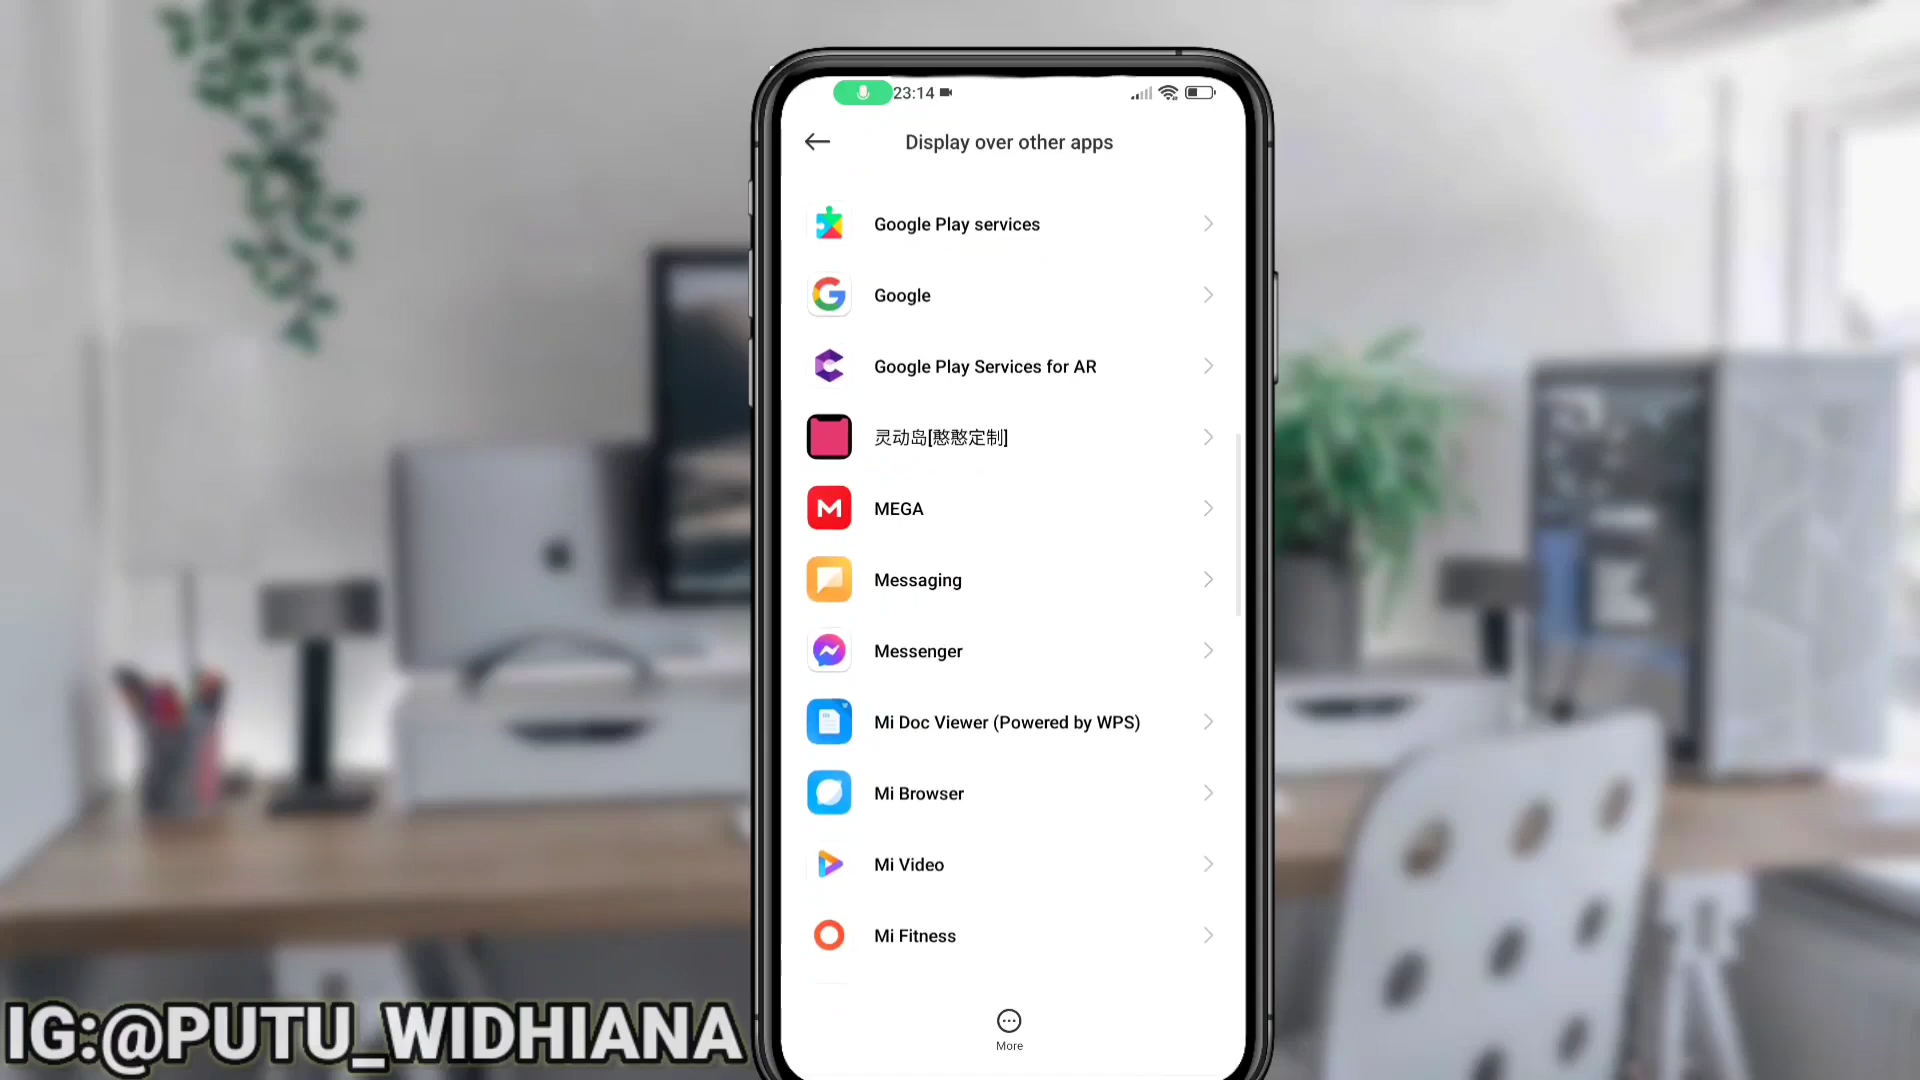 23:14
Display over other apps
Google Play services
Google
Google Play Services for AR
灵动岛[憨憨定制]
MEGA
Messaging
Messenger
Mi Doc Viewer (Powered by WPS)
Mi Browser
Mi Video
Mi Fitness
More
IG:@PUTU_WIDHIANA